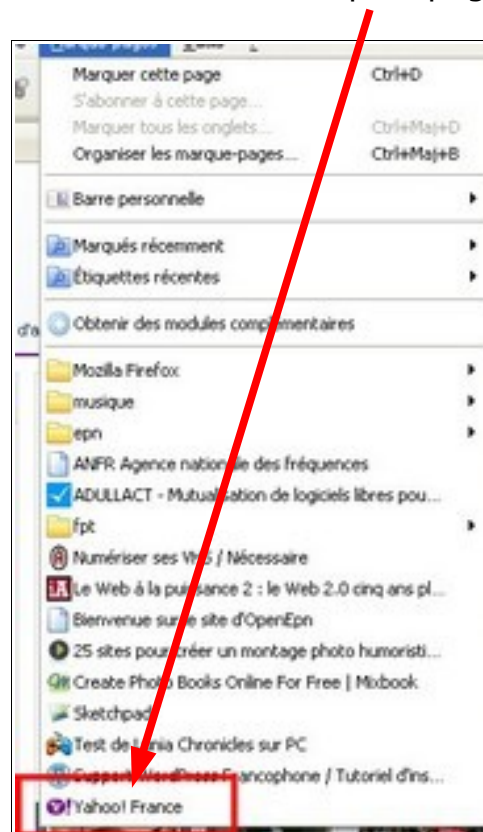 Marquer cette page Ctrl+D
S'abonner à cette page...
Marquer tous les onglets... Ctrl+Maj+D
Organiser les marque-pages... Ctrl+Maj+B
Barre personnelle
Marqués récemment
Étiquettes récentes
d'a
Obtenir des modules complémentaires
Mozilla Firefox
musique
epn
ANFR Agence nationale des fréquences
ADULLACT - Mutualisation de logiciels libres pou...
fpt
Numériser ses VHS / Nécessaire
Le Web à la puissance 2 : le Web 2.0 cinq ans pl...
Bienvenue sur le site d'OpenEpn
25 sites pour créer un montage photo humoristi...
Create Photo Books Online For Free | Mixbook
Sketchpad
Test de Lania Chronicles sur PC
Support WordPress Francophone / Tutoriel d'ins...
Yahoo! France